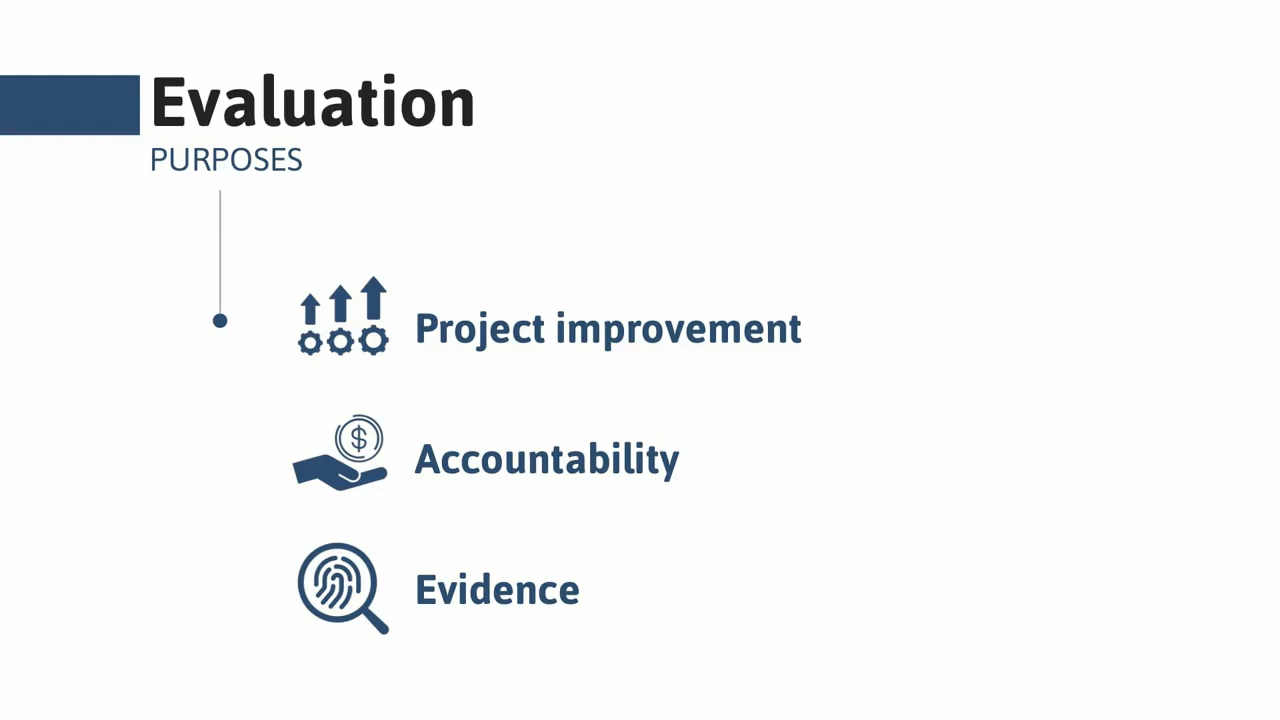 Evaluation
PURPOSES
Project improvement
$
Accountability
Evidence